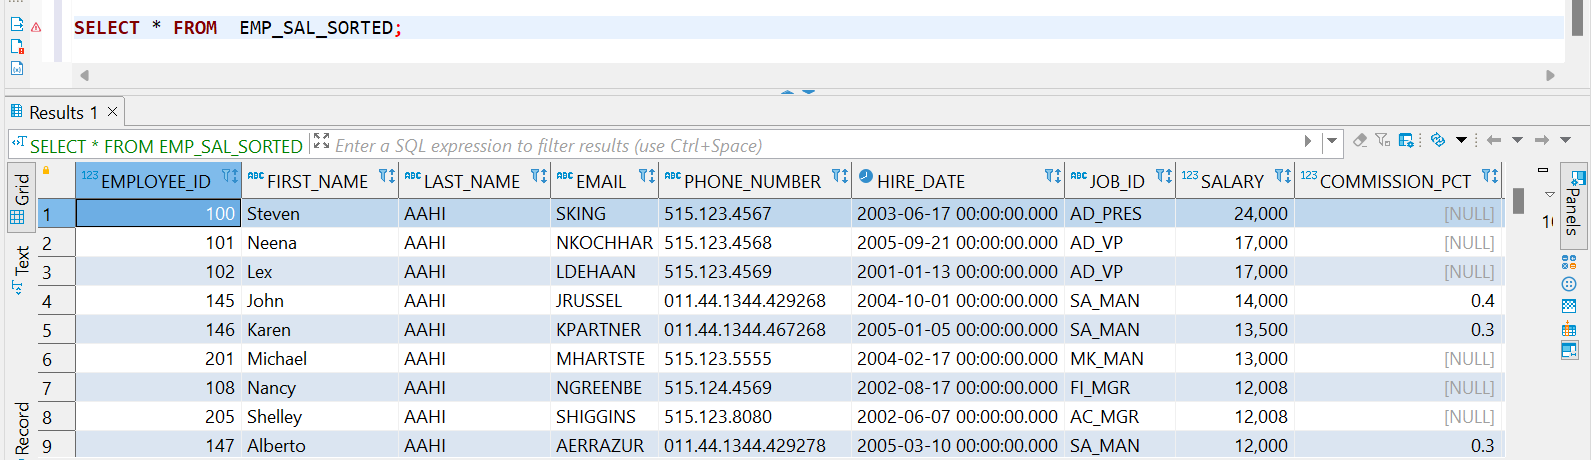 SELECT * FROM  EMP_SAL_SORTED;
Results 1
SELECT * FROM EMP_SAL_SORTED Enter a SQL expression to filter results (use Ctrl+Space)
Grid
Text
Record
Panels
123 EMPLOYEE_ID ABC FIRST_NAME ABC LAST_NAME ABC EMAIL ABC PHONE_NUMBER HIRE_DATE ABC JOB_ID 123 SALARY 123 COMMISSION_PCT
1 100 Steven AAHI SKING 515.123.4567 2003-06-17 00:00:00.000 AD_PRES 24,000 [NULL]
2 101 Neena AAHI NKOCHHAR 515.123.4568 2005-09-21 00:00:00.000 AD_VP 17,000 [NULL]
3 102 Lex AAHI LDEHAAN 515.123.4569 2001-01-13 00:00:00.000 AD_VP 17,000 [NULL]
4 145 John AAHI JRUSSEL 011.44.1344.429268 2004-10-01 00:00:00.000 SA_MAN 14,000 0.4
5 146 Karen AAHI KPARTNER 011.44.1344.467268 2005-01-05 00:00:00.000 SA_MAN 13,500 0.3
6 201 Michael AAHI MHARTSTE 515.123.5555 2004-02-17 00:00:00.000 MK_MAN 13,000 [NULL]
7 108 Nancy AAHI NGREENBE 515.124.4569 2002-08-17 00:00:00.000 FI_MGR 12,008 [NULL]
8 205 Shelley AAHI SHIGGINS 515.123.8080 2002-06-07 00:00:00.000 AC_MGR 12,008 [NULL]
9 147 Alberto AAHI AERRAZUR 011.44.1344.429278 2005-03-10 00:00:00.000 SA_MAN 12,000 0.3